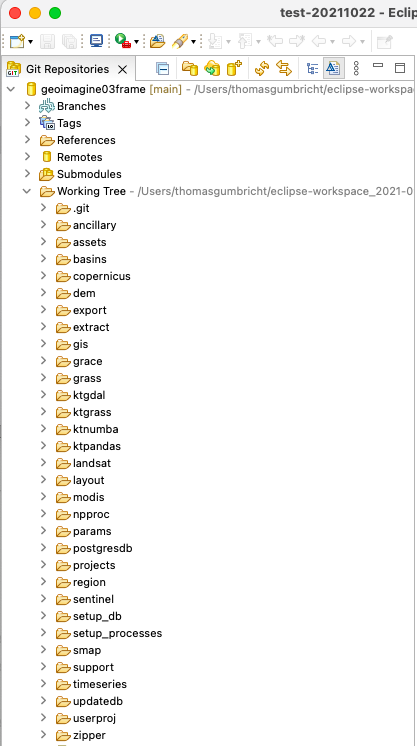 test-20211022 - Ecli
Git Repositories
geoimagine03frame [main] - /Users/thomasgumbricht/eclipse-workspac
Branches
Tags
References
Remotes
Submodules
Working Tree - /Users/thomasgumbricht/eclipse-workspace_2021-0
.git
ancillary
assets
basins
copernicus
dem
export
extract
gis
grace
grass
ktgdal
ktgrass
ktnumba
ktpandas
landsat
layout
modis
npproc
params
postgresdb
projects
region
sentinel
setup_db
setup_processes
smap
support
timeseries
updatedb
userproj
zipper